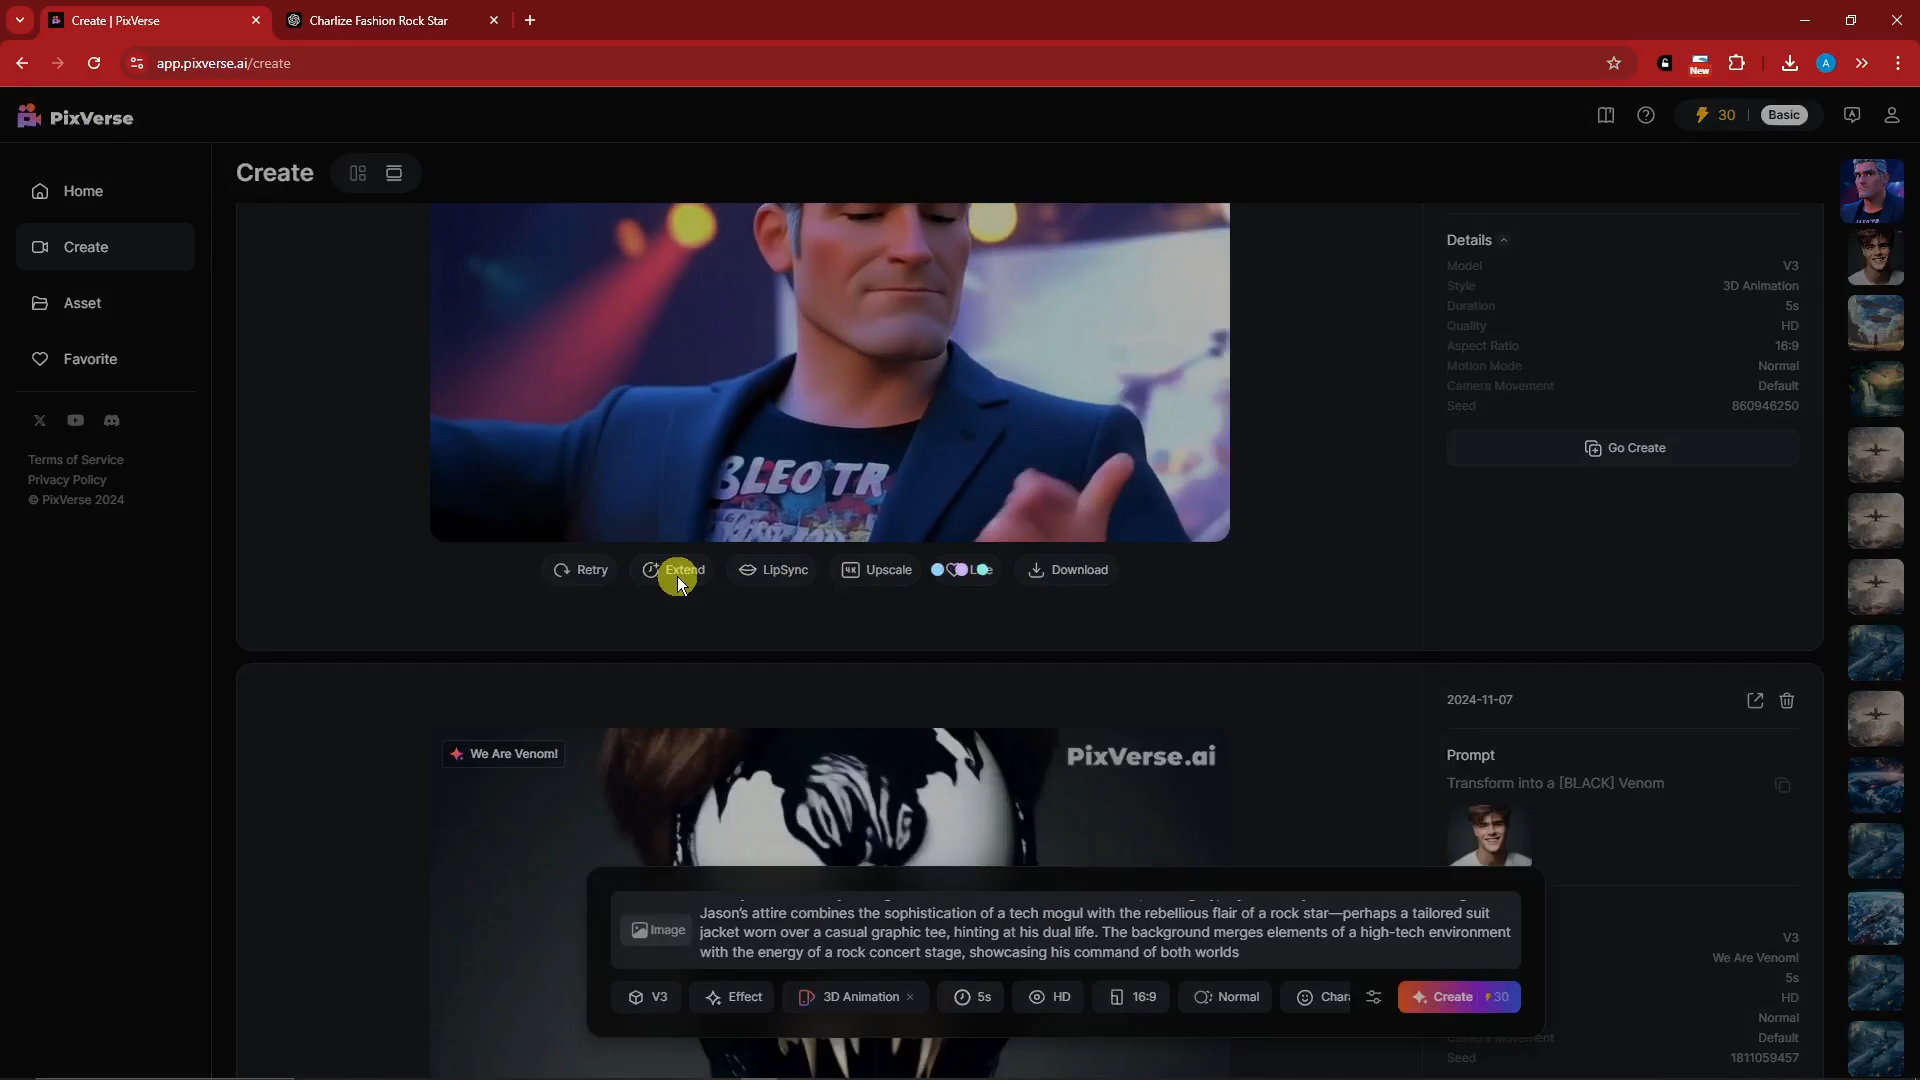 Create | PixVerse
Charlize Fashion Rock Star
app.pixverse.ai/create
New
A
PixVerse
30
Basic
Home
Create
Asset
Favorite
Terms of Service
Privacy Policy
© PixVerse 2024
Create
BLEO TR
Retry
Extend
LipSync
4K Upscale
Download
Details
Model V3
Style 3D Animation
Duration 5s
Quality HD
Aspect Ratio 16:9
Motion Mode Normal
Camera Movement Default
Seed 860946250
Go Create
We Are Venom!
PixVerse.ai
2024-11-07
Prompt
Transform into a [BLACK] Venom
V3
We Are Venom!
5s
HD
Normal
Camera Movement Default
Seed 1811059457
Image
Jason's attire combines the sophistication of a tech mogul with the rebellious flair of a rock star—perhaps a tailored suit
jacket worn over a casual graphic tee, hinting at his dual life. The background merges elements of a high-tech environment
with the energy of a rock concert stage, showcasing his command of both worlds
V3
Effect
3D Animation
5s
HD
16:9
Normal
Chara
Create 30